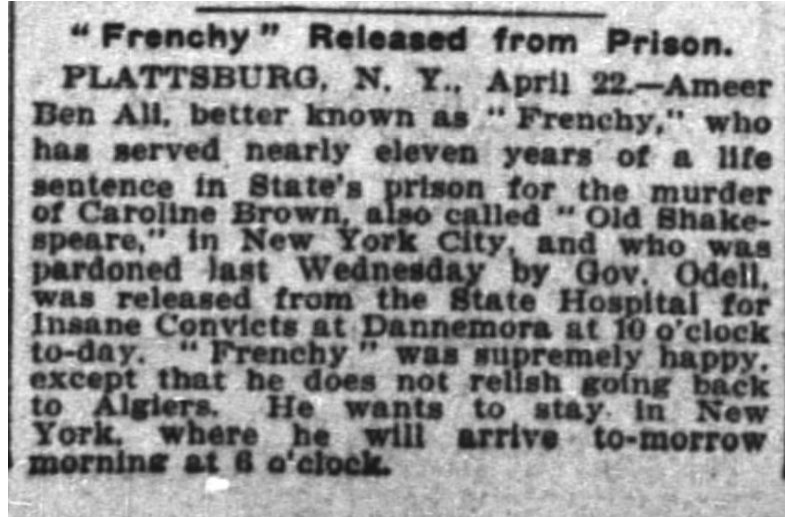 "Frenchy" Released from Prison.
PLATTSBURG, N. Y., April 22.—Ameer
Ben Ali, better known as "Frenchy," who
has served nearly eleven years of a life
sentence in State's prison for the murder
of Caroline Brown, also called "Old Shake-
speare," in New York City, and who was
pardoned last Wednesday by Gov. Odell,
was released from the State Hospital for
Insane Convicts at Dannemora at 10 o'clock
to-day. "Frenchy" was supremely happy,
except that he does not relish going back
to Algiers. He wants to stay in New
York, where he will arrive to-morrow
morning at 6 o'clock.